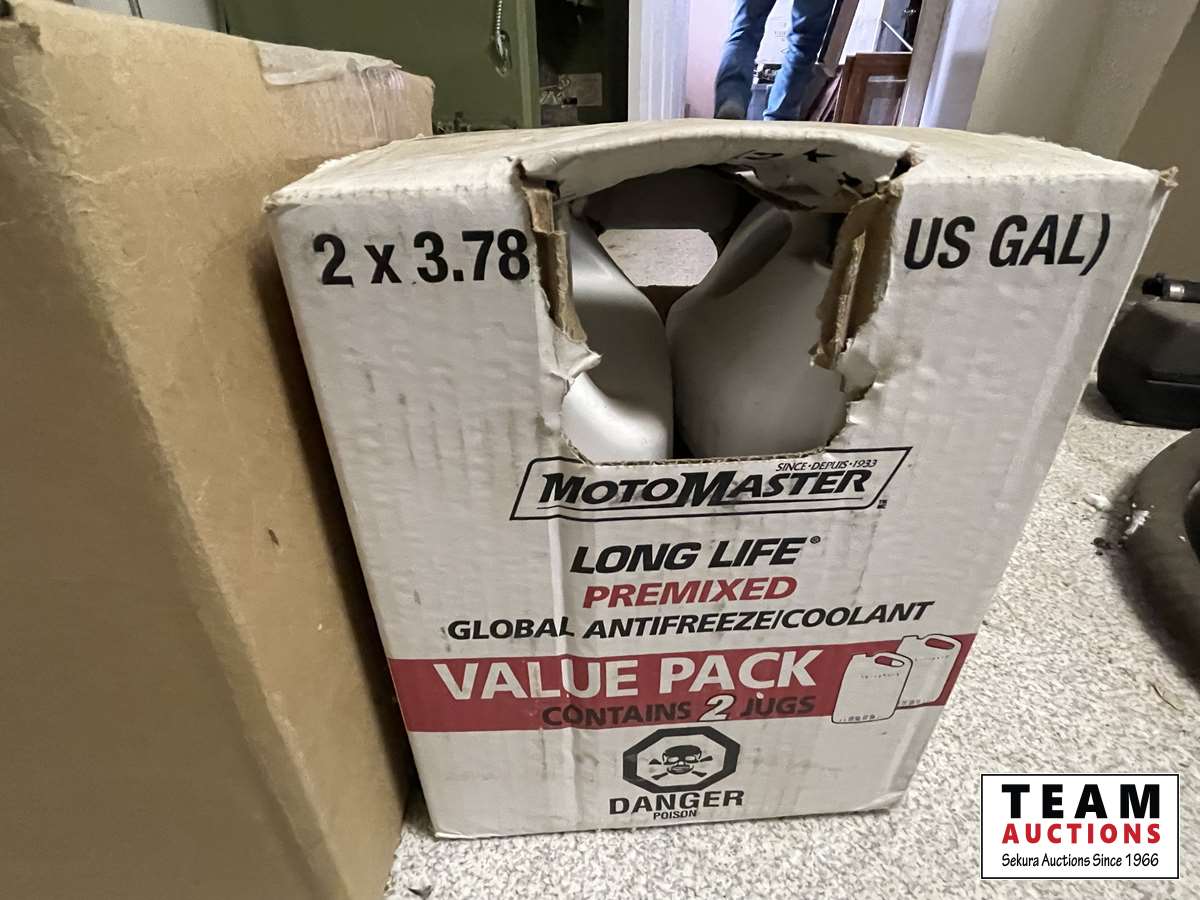 2 x 3.78 US GAL)
SINCE • DEPUIS • 1933
MOTOMASTER
LONG LIFE®
PREMIXED
GLOBAL ANTIFREEZE/COOLANT
VALUE PACK
CONTAINS 2 JUGS
DANGER
POISON
TEAM
AUCTIONS
Sekura Auctions Since 1966